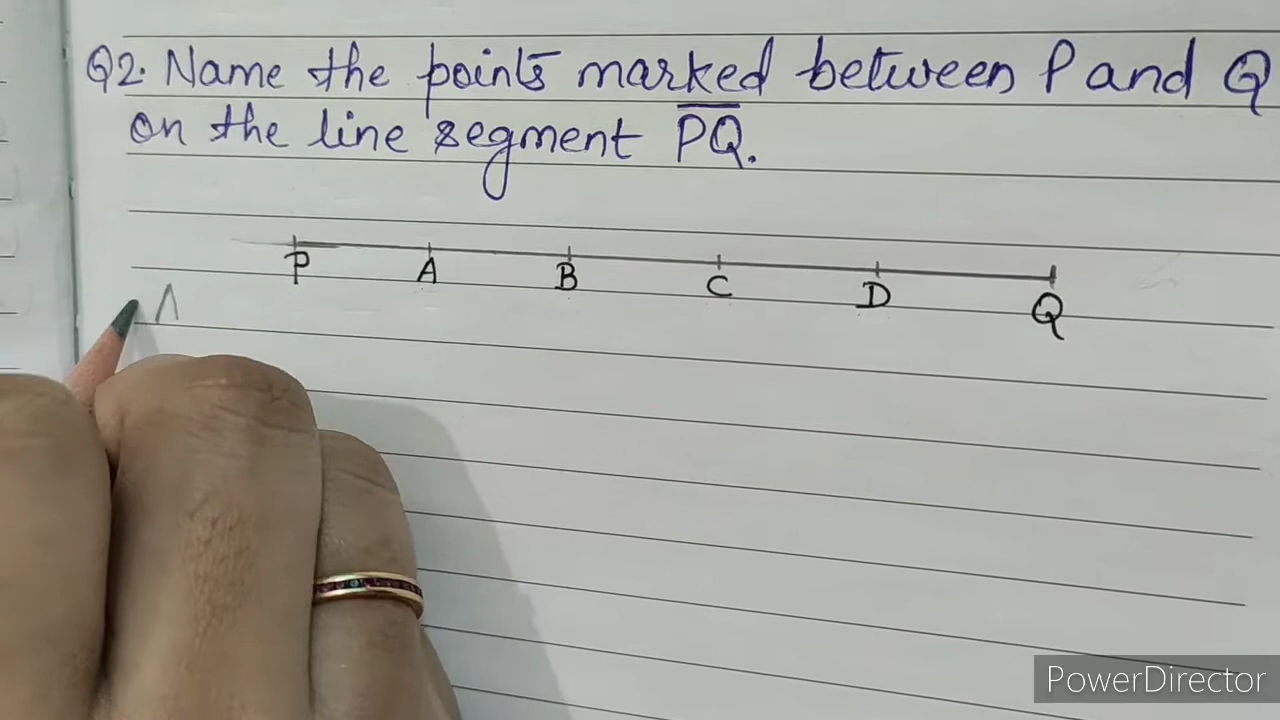 Q2. Name the points marked between P and Q
on the line segment PQ.
P A B C D Q
PowerDirector